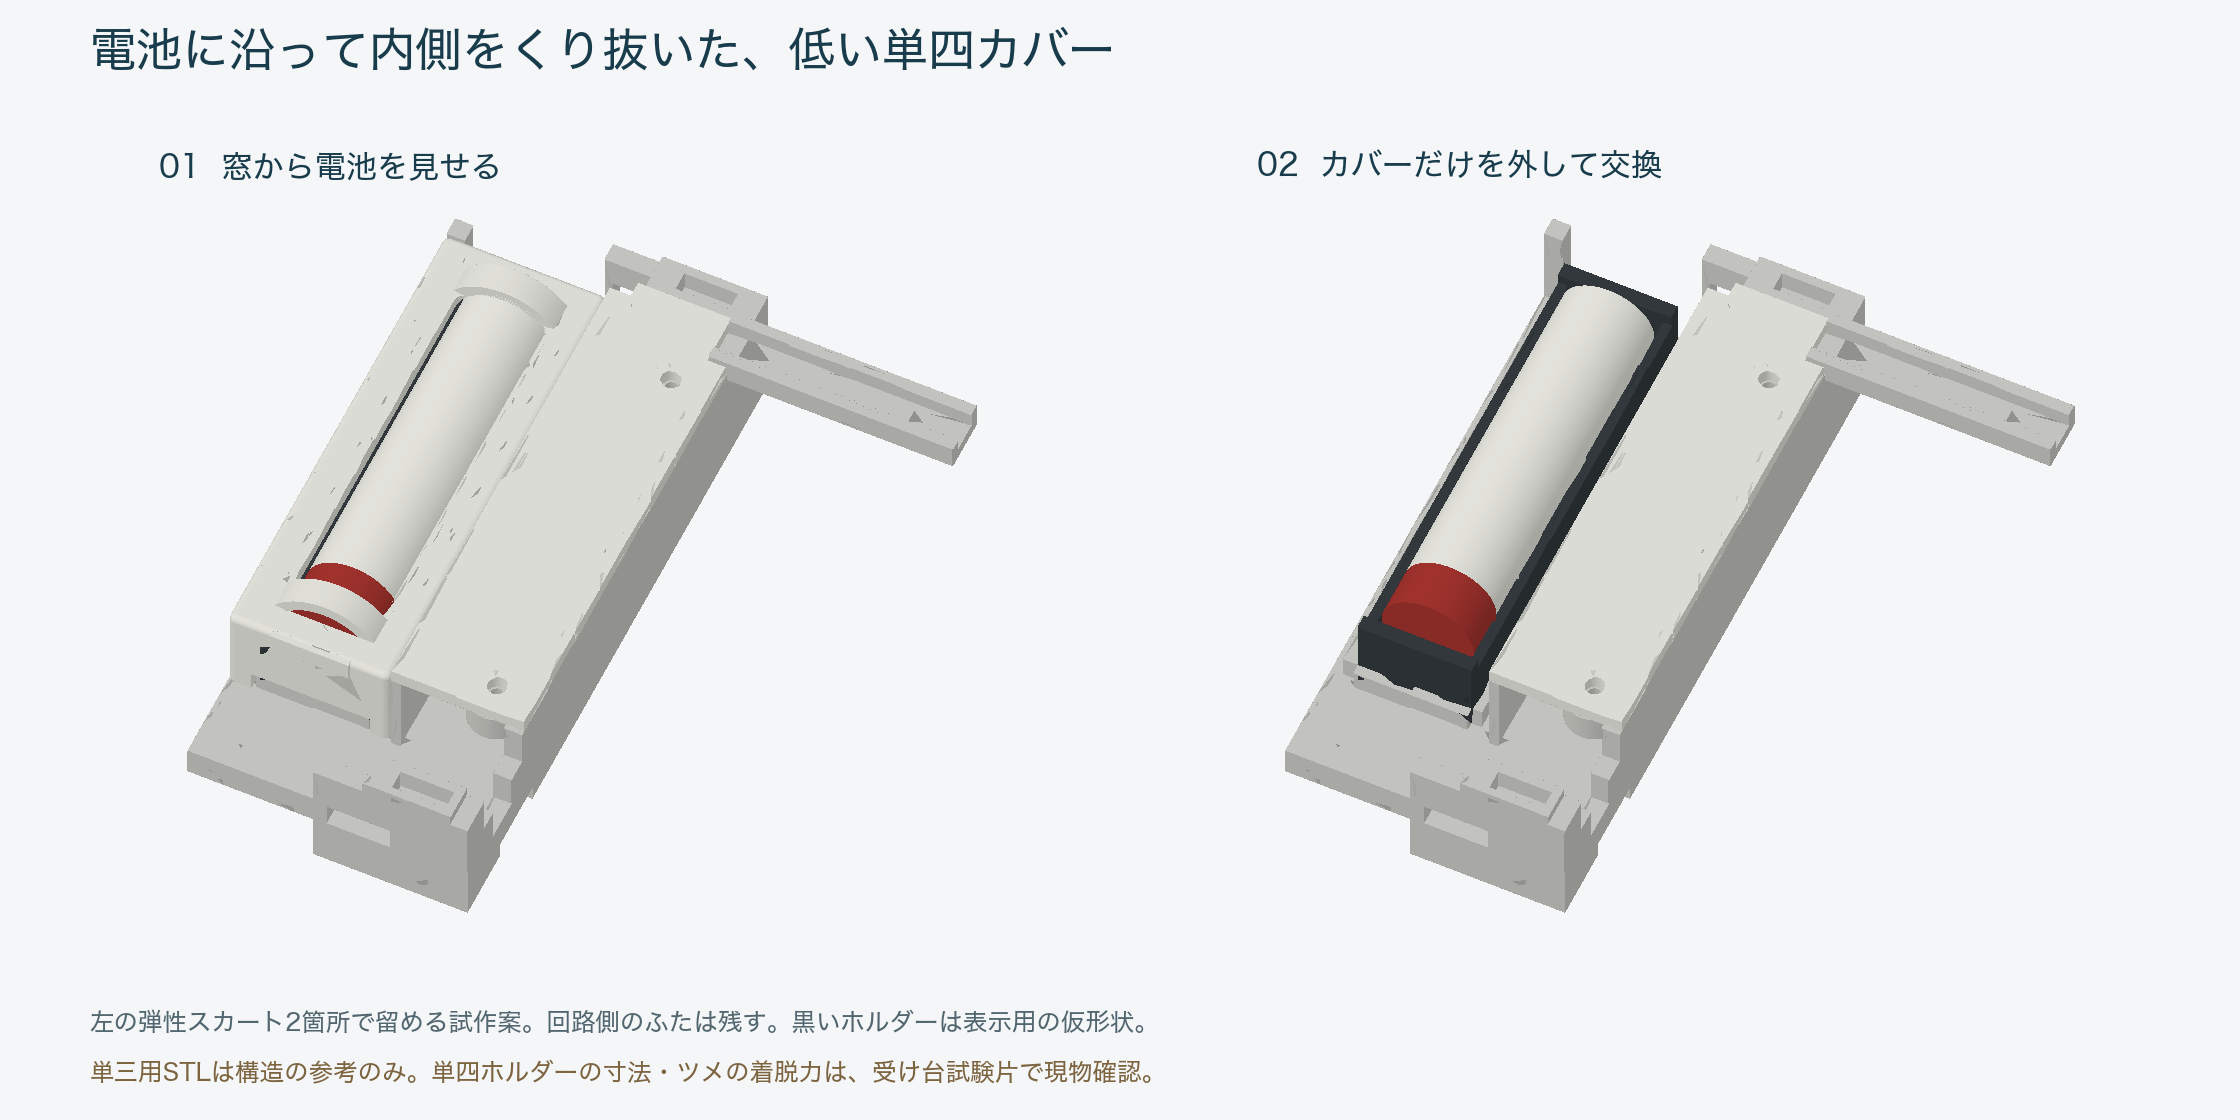 電池に沿って内側をくり抜いた、低い単四カバー
01 窓から電池を見せる
02 カバーだけを外して交換
左の弾性スカート2箇所で留める試作案。回路側のふたは残す。黒いホルダーは表示用の仮形状。
単三用STLは構造の参考のみ。単四ホルダーの寸法・ツメの着脱力は、受け台試験片で現物確認。